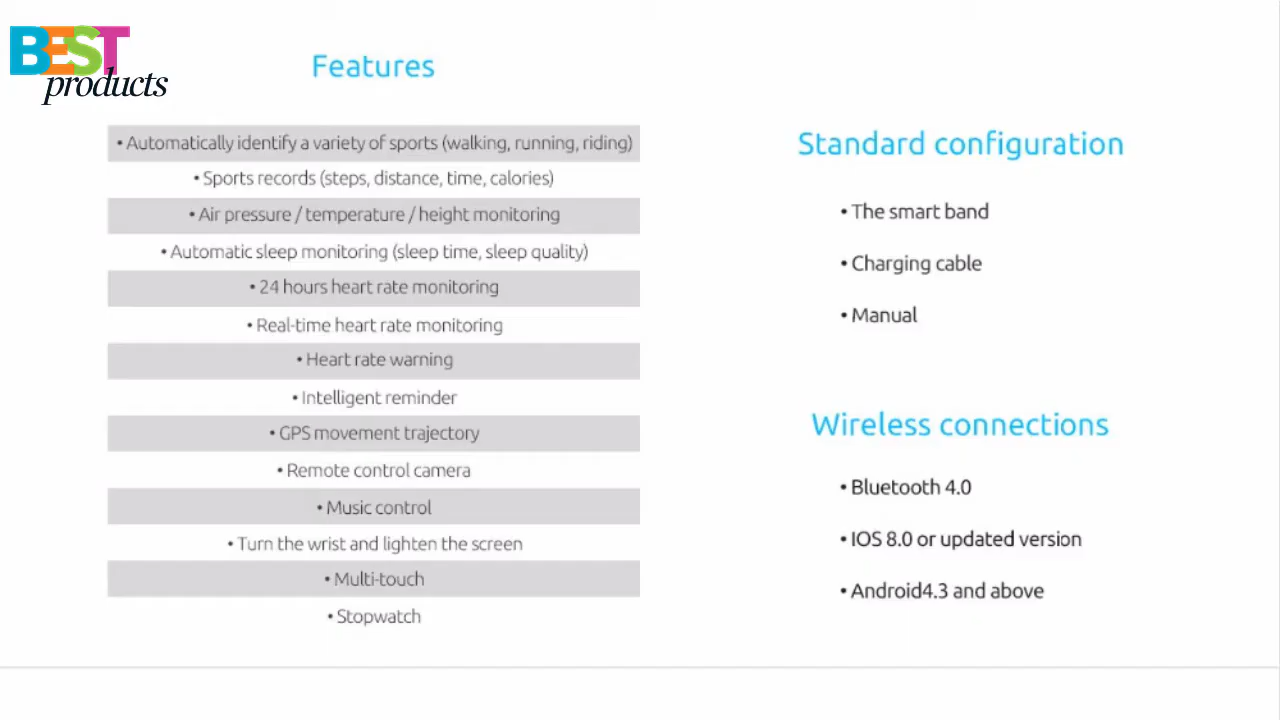 BEST
products
Features
• Automatically identify a variety of sports (walking, running, riding)
• Sports records (steps, distance, time, calories)
• Air pressure / temperature / height monitoring
• Automatic sleep monitoring (sleep time, sleep quality)
• 24 hours heart rate monitoring
• Real-time heart rate monitoring
• Heart rate warning
• Intelligent reminder
• GPS movement trajectory
• Remote control camera
• Music control
• Turn the wrist and lighten the screen
• Multi-touch
• Stopwatch
Standard configuration
• The smart band
• Charging cable
• Manual
Wireless connections
• Bluetooth 4.0
• IOS 8.0 or updated version
• Android4.3 and above